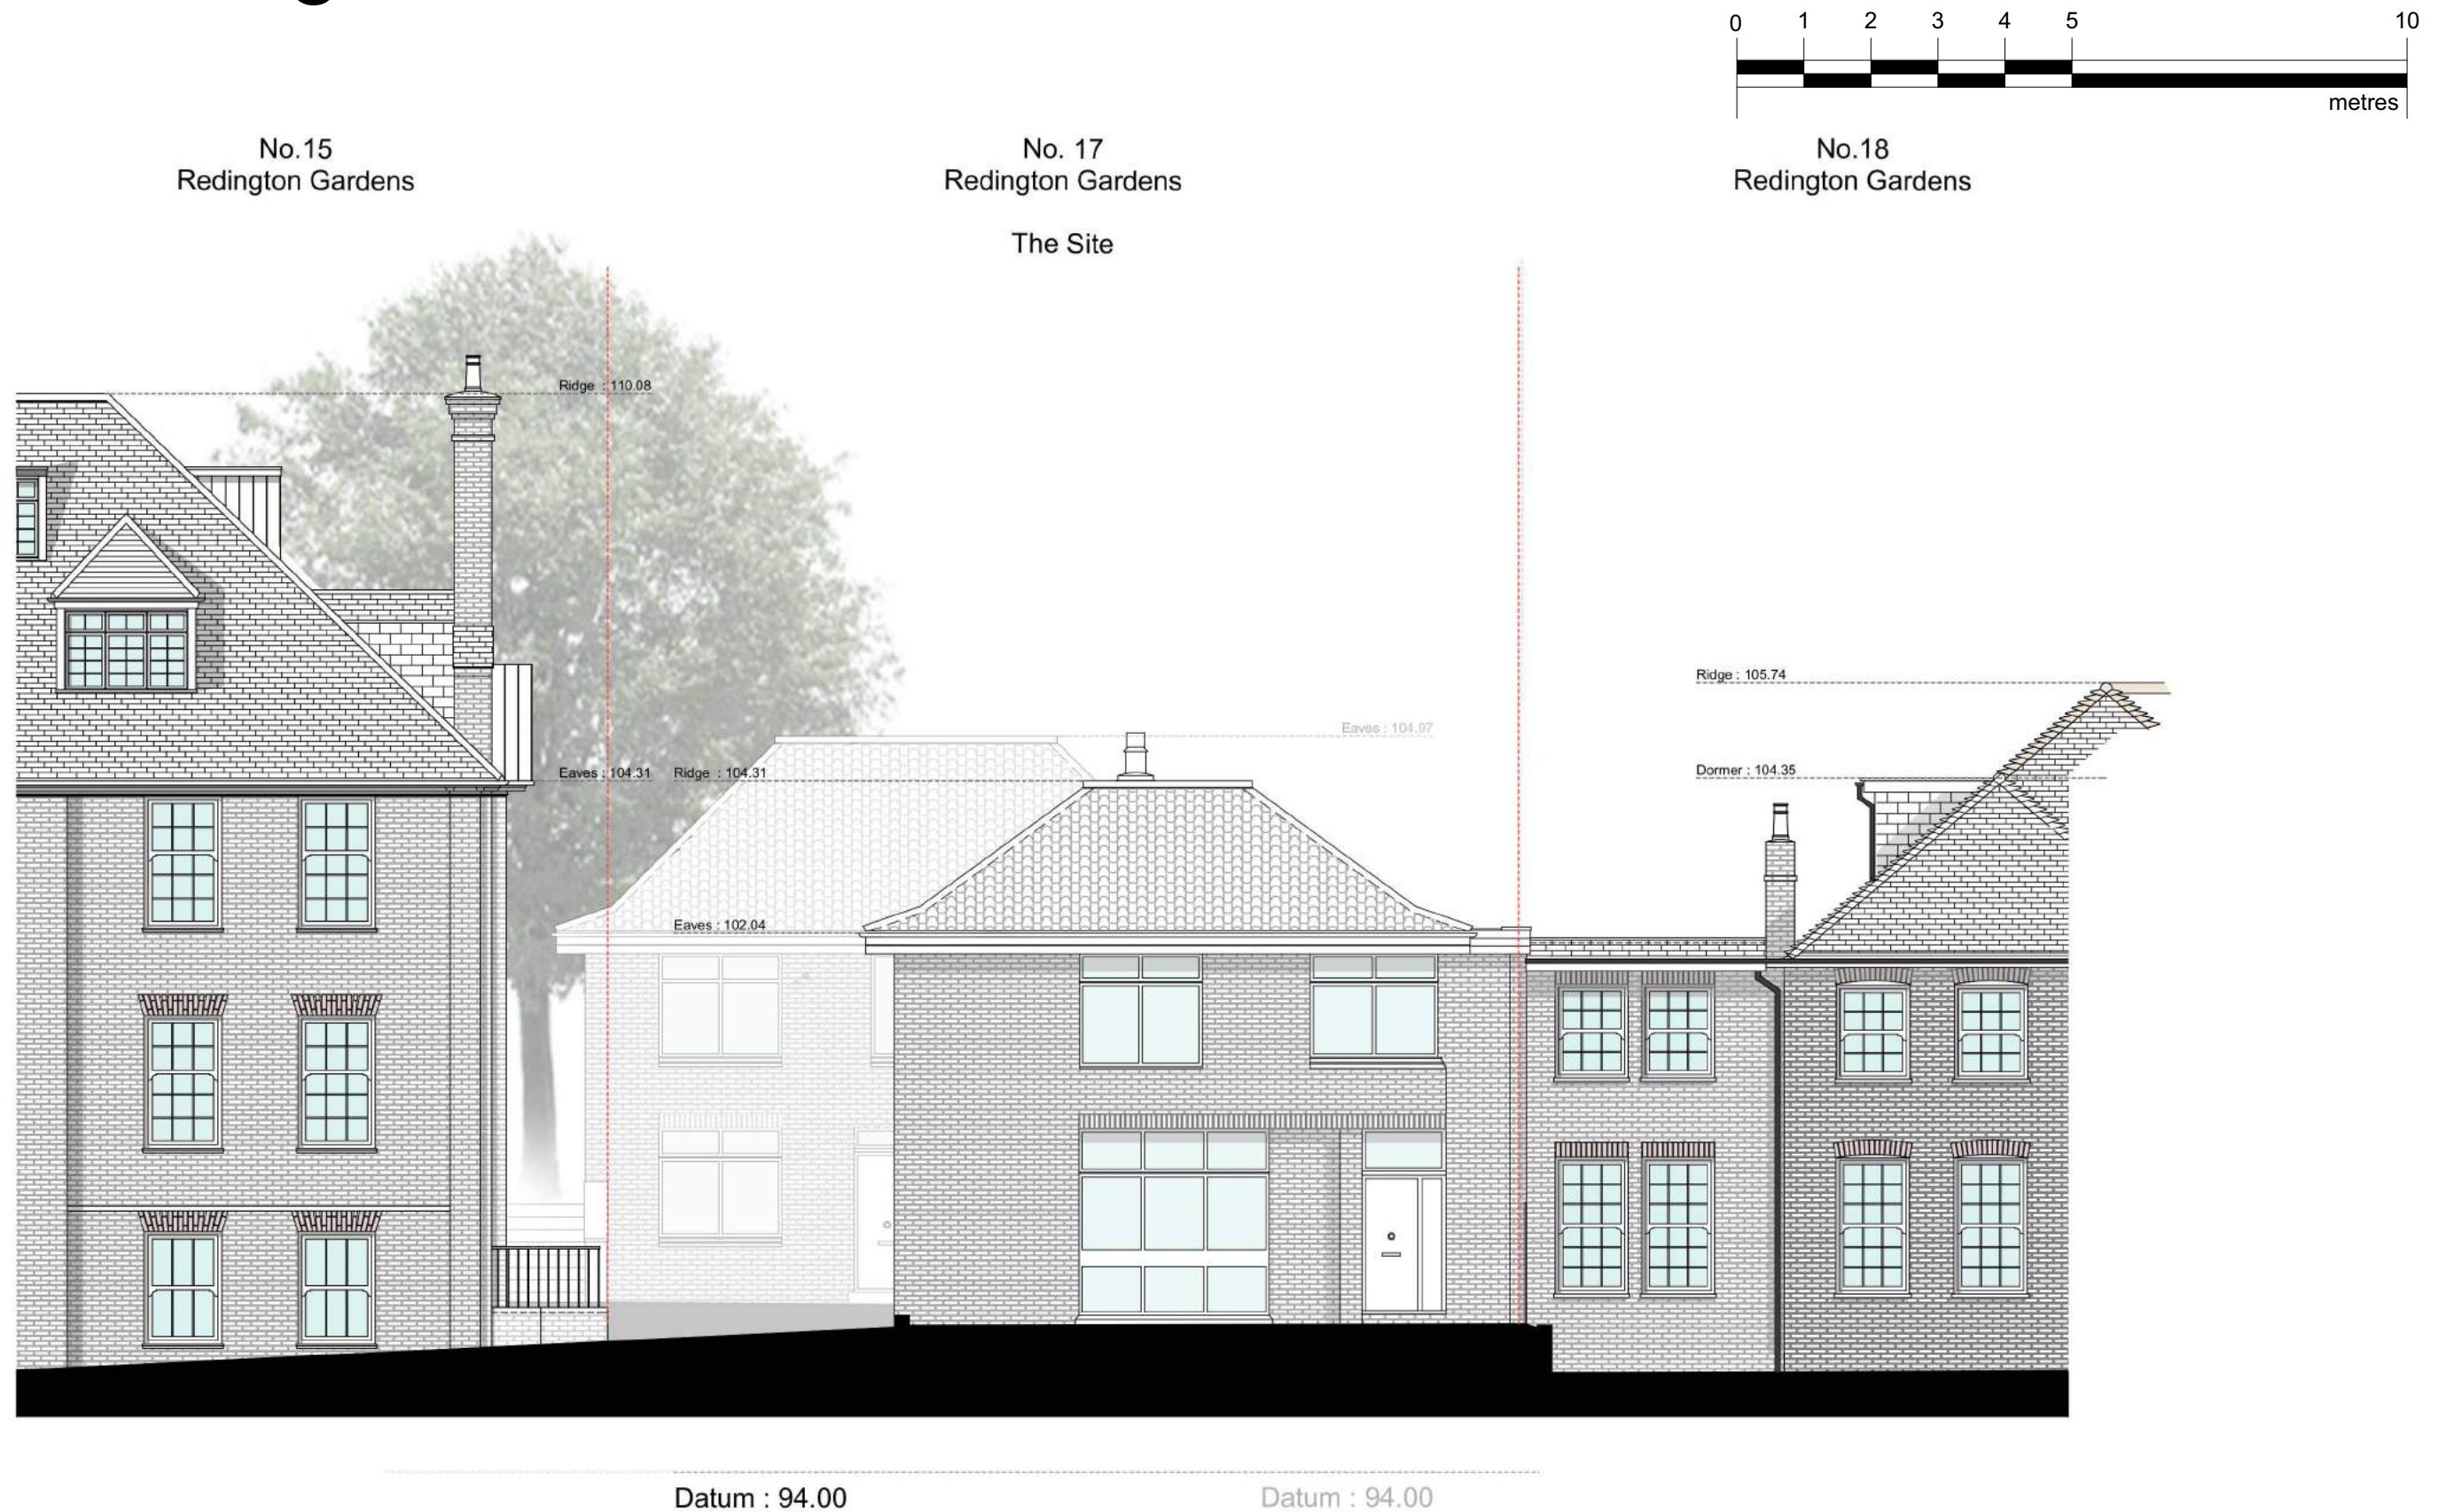 0 1 2 3 4 5 10
metres
No.15
Redington Gardens
No. 17
Redington Gardens
The Site
No.18
Redington Gardens
Ridge : 110.08
Ridge : 105.74
Eaves : 104.97
Eaves : 104.31
Ridge : 104.31
Dormer : 104.35
Eaves : 102.04
Datum : 94.00
Datum : 94.00